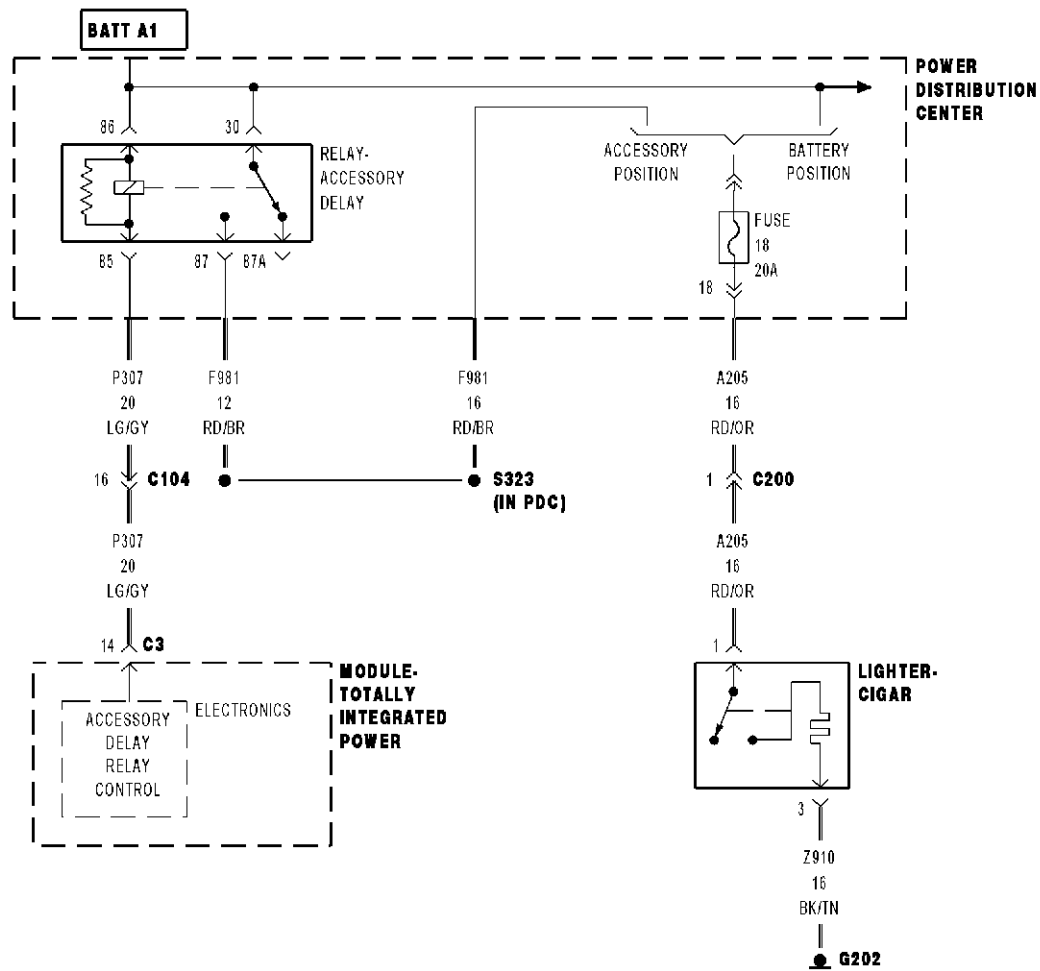 BATT A1
POWER
DISTRIBUTION
CENTER
86
30
RELAY-
ACCESSORY
DELAY
ACCESSORY
POSITION
BATTERY
POSITION
FUSE
18
20A
85
87
87A
18
P307
20
LG/GY
F981
12
RD/BR
F981
16
RD/BR
A205
16
RD/OR
16
C104
S323
(IN PDC)
1
C200
P307
20
LG/GY
A205
16
RD/OR
14
C3
1
MODULE-
TOTALLY
INTEGRATED
POWER
ELECTRONICS
ACCESSORY
DELAY
RELAY
CONTROL
LIGHTER-
CIGAR
3
Z910
16
BK/TN
G202